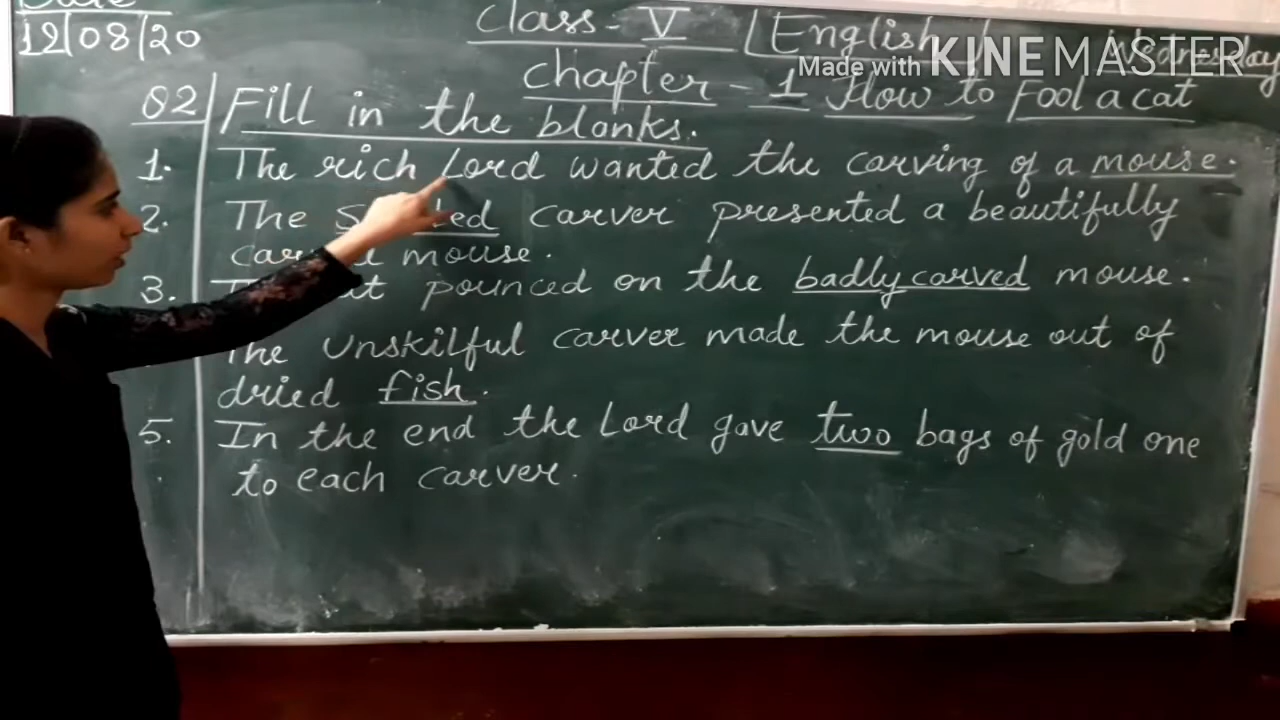 Date
12/08/20
Class - V [English] Wednesday
Made with KINEMASTER
Chapter - 1 How to Fool a cat
Q2 Fill in the blanks.
1. The rich Lord wanted the carving of a mouse.
2. The carver presented a beautifully
mouse.
3. pounced on the badly carved mouse.
The Unskilful carver made the mouse out of
dried fish.
5. In the end the Lord gave two bags of gold one
to each carver.